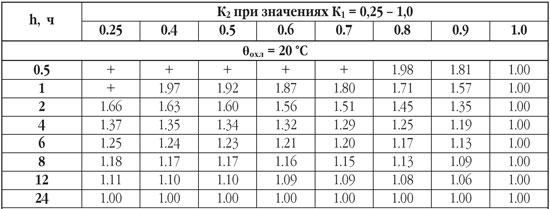 h, ч K₂ при значениях K₁ = 0,25 – 1,0
0.25 0.4 0.5 0.6 0.7 0.8 0.9 1.0
θохл = 20 °C
0.5 + + + + + 1.98 1.81 1.00
1 + 1.97 1.92 1.87 1.80 1.71 1.57 1.00
2 1.66 1.63 1.60 1.56 1.51 1.45 1.35 1.00
4 1.37 1.35 1.34 1.32 1.29 1.25 1.19 1.00
6 1.25 1.24 1.23 1.21 1.20 1.17 1.13 1.00
8 1.18 1.17 1.17 1.16 1.15 1.13 1.09 1.00
12 1.11 1.10 1.10 1.09 1.09 1.08 1.06 1.00
24 1.00 1.00 1.00 1.00 1.00 1.00 1.00 1.00